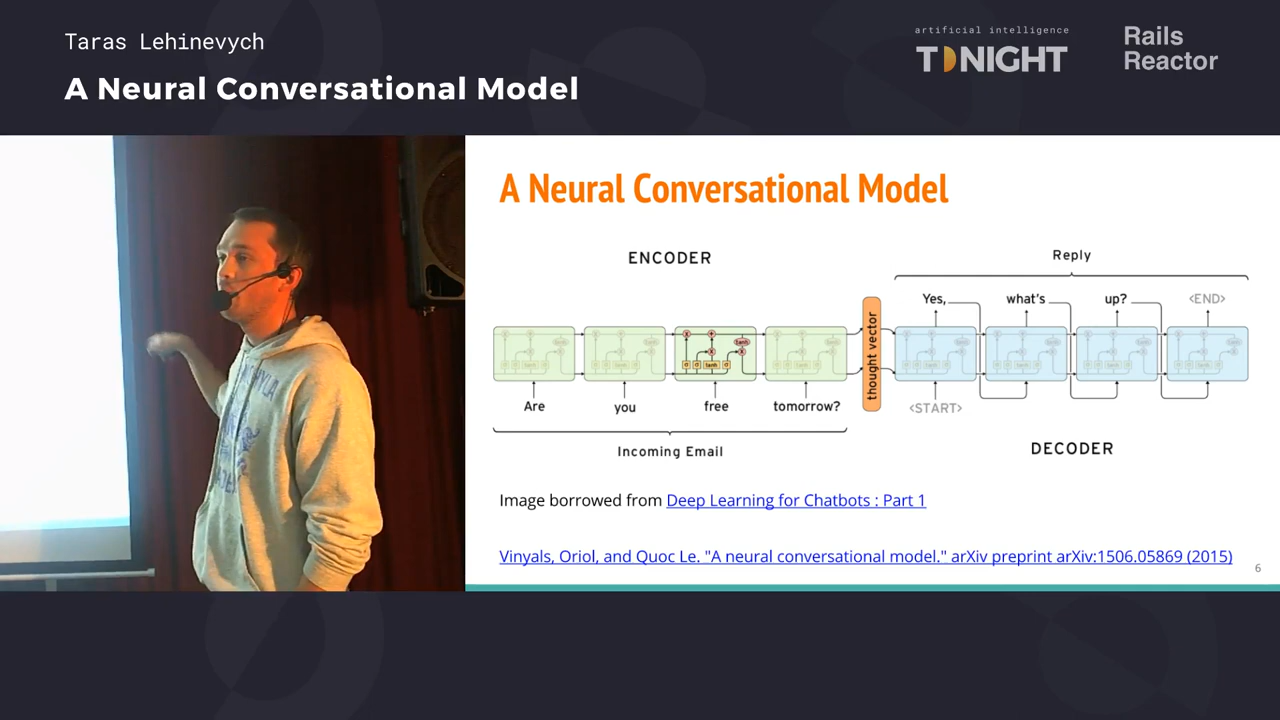 Taras Lehinevych
A Neural Conversational Model
artificial intelligence
TONIGHT
Rails
Reactor
A Neural Conversational Model
ENCODER
Reply
Yes,
what's
up?
<END>
thought vector
Are
you
free
tomorrow?
<START>
Incoming Email
DECODER
Image borrowed from Deep Learning for Chatbots : Part 1
Vinyals, Oriol, and Quoc Le. "A neural conversational model." arXiv preprint arXiv:1506.05869 (2015)
6